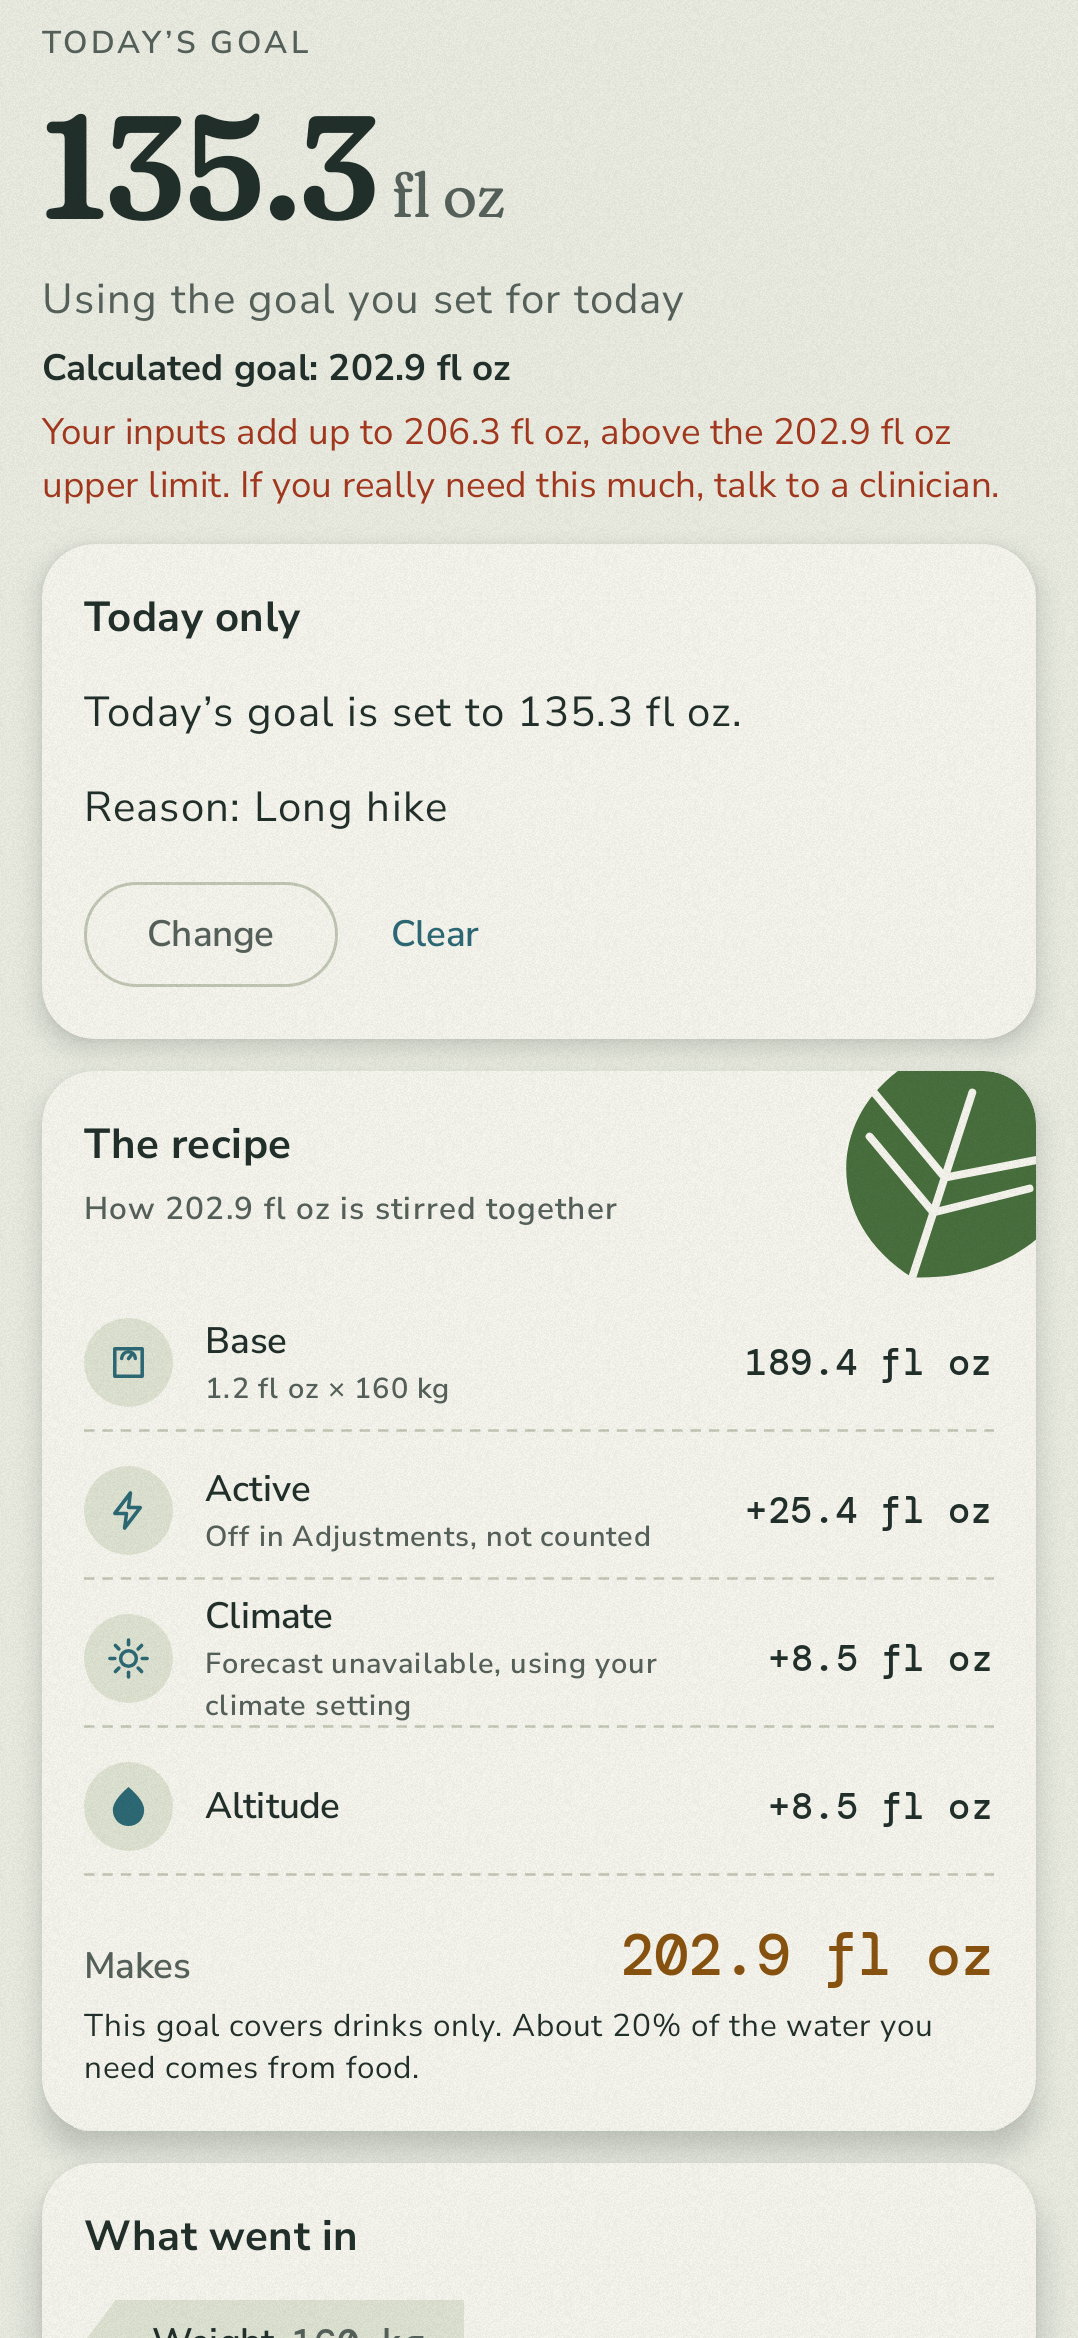 TODAY’S GOAL
135.3 fl oz
Using the goal you set for today
Calculated goal: 202.9 fl oz
Your inputs add up to 206.3 fl oz, above the 202.9 fl oz
upper limit. If you really need this much, talk to a clinician.
Today only
Today’s goal is set to 135.3 fl oz.
Reason: Long hike
Change Clear
The recipe
How 202.9 fl oz is stirred together
Base
1.2 fl oz × 160 kg
189.4 fl oz
Active
Off in Adjustments, not counted
+25.4 fl oz
Climate
Forecast unavailable, using your
climate setting
+8.5 fl oz
Altitude
+8.5 fl oz
Makes
202.9 fl oz
This goal covers drinks only. About 20% of the water you
need comes from food.
What went in
Weight 160 kg